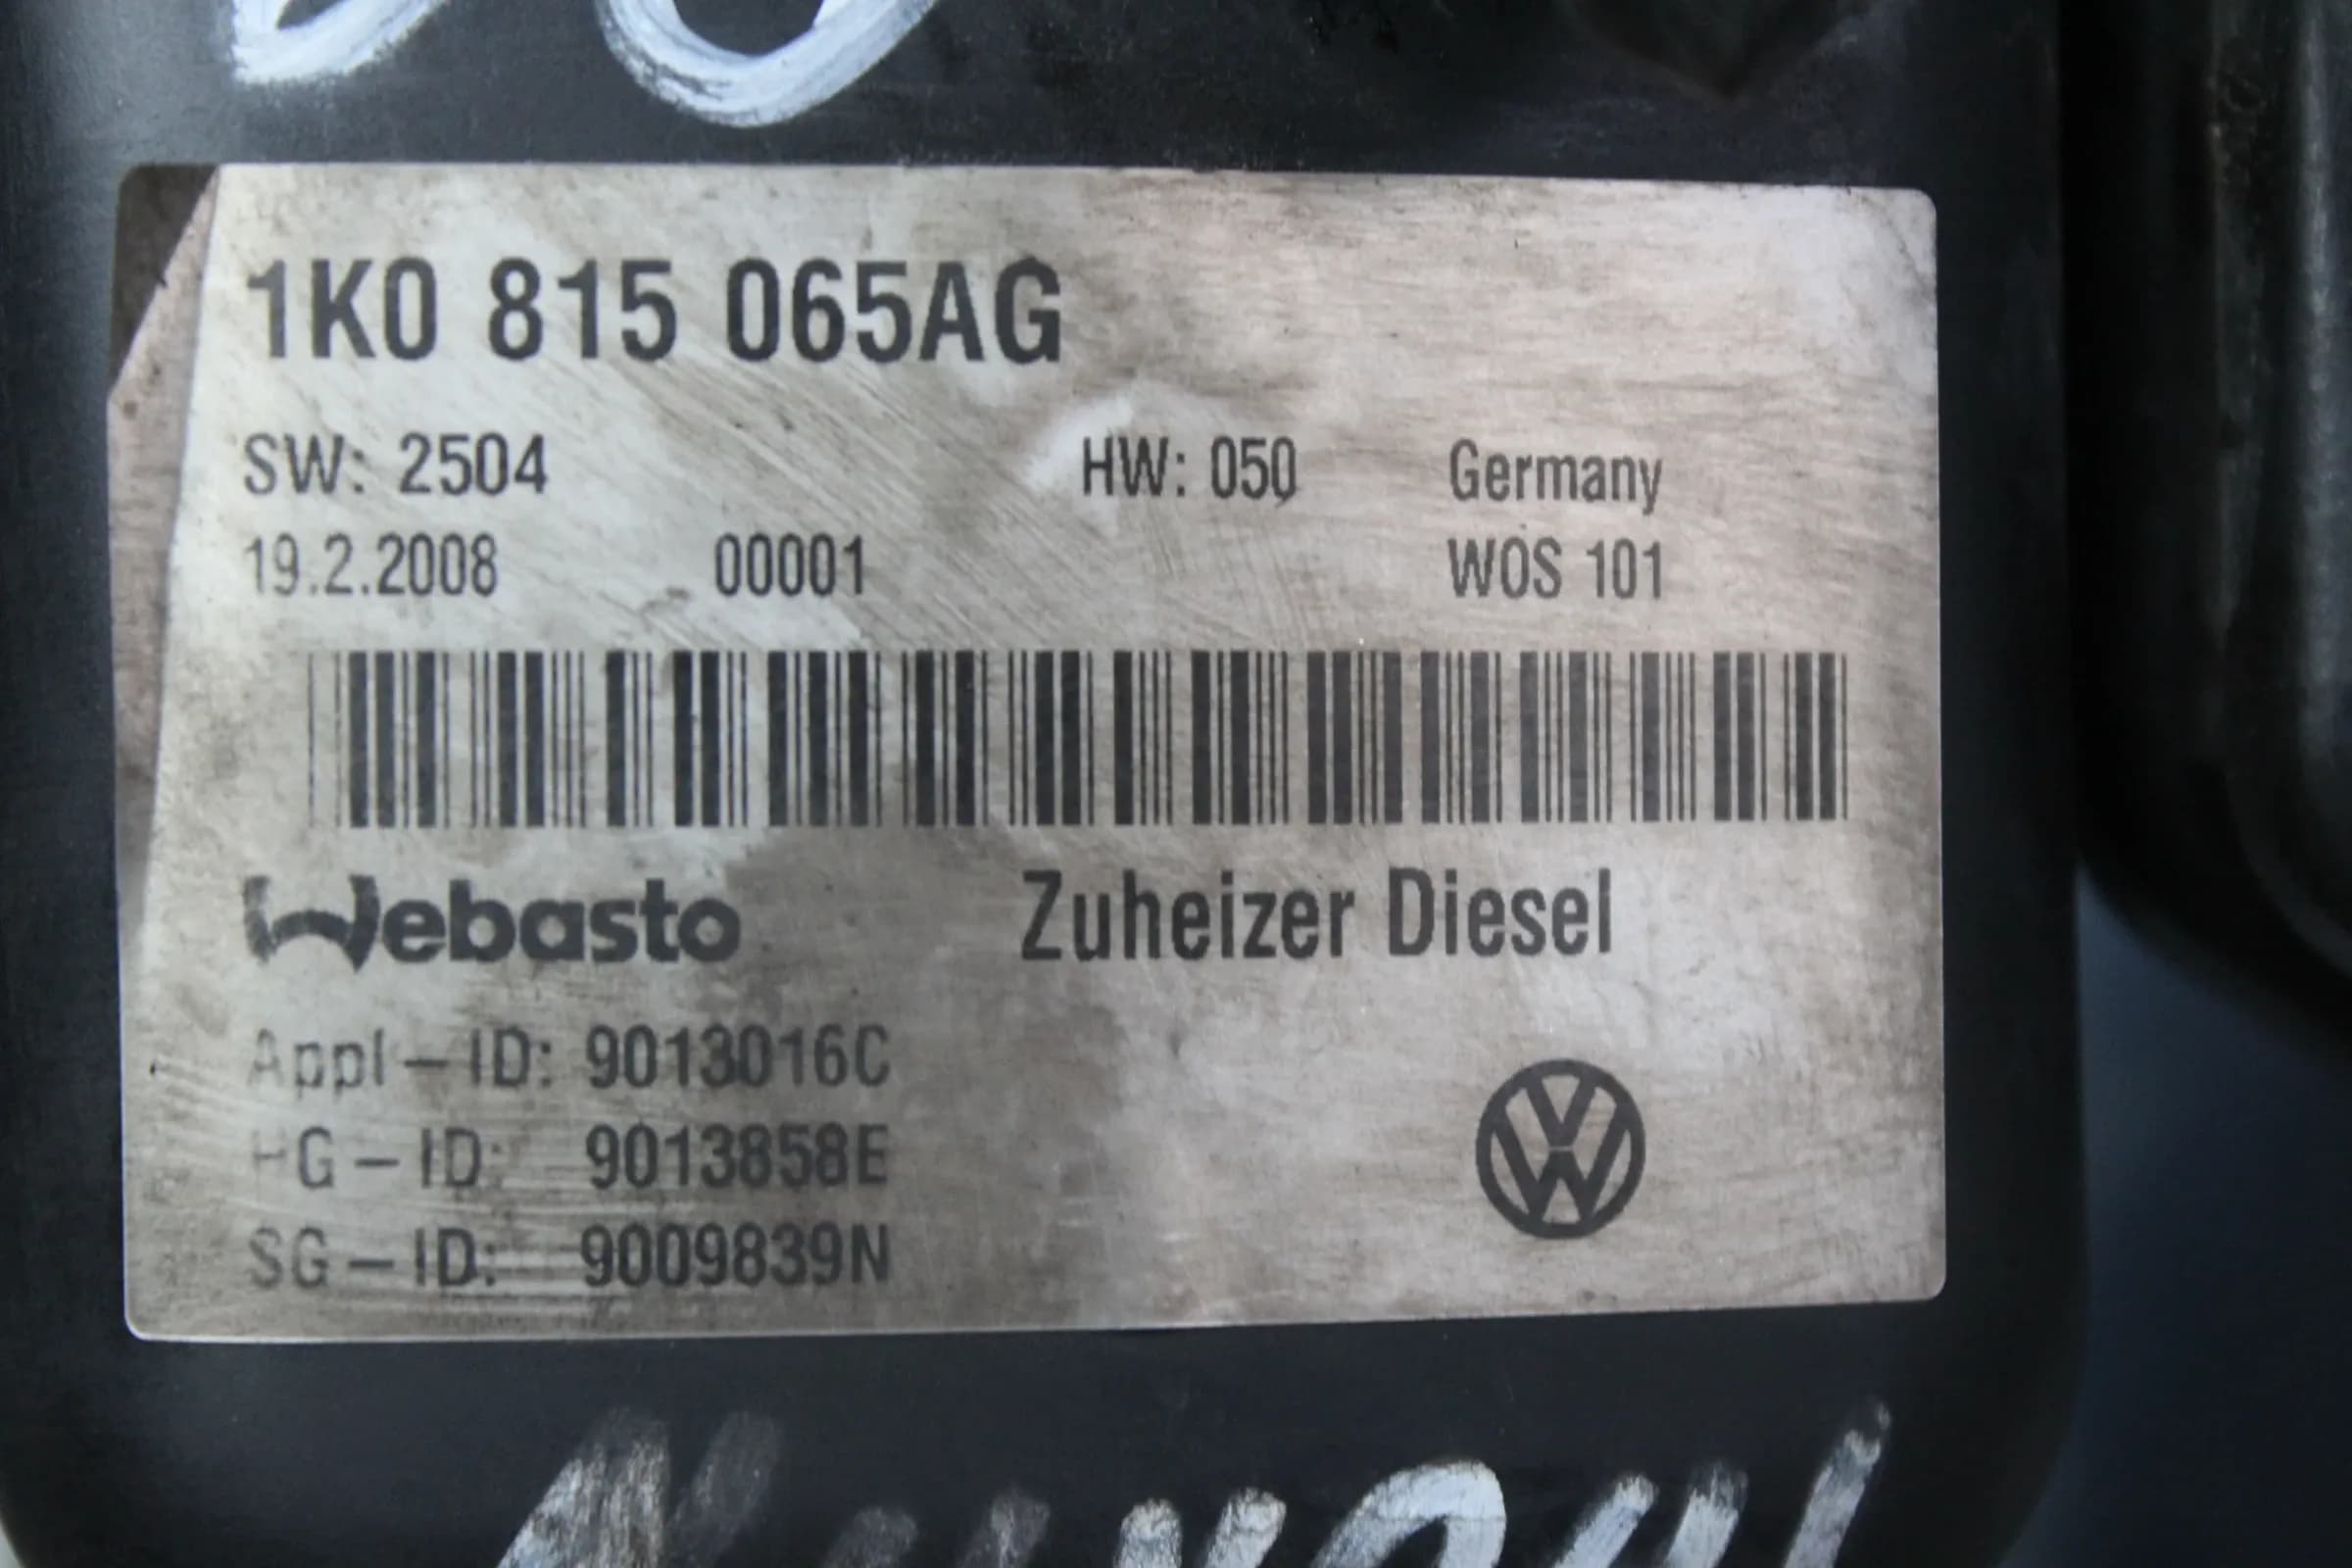 1K0 815 065AG
SW: 2504 HW: 050 Germany
19.2.2008 00001 WOS 101
Webasto Zuheizer Diesel
Appl-ID: 9013016C
HG-ID: 9013858E
SG-ID: 9009839N